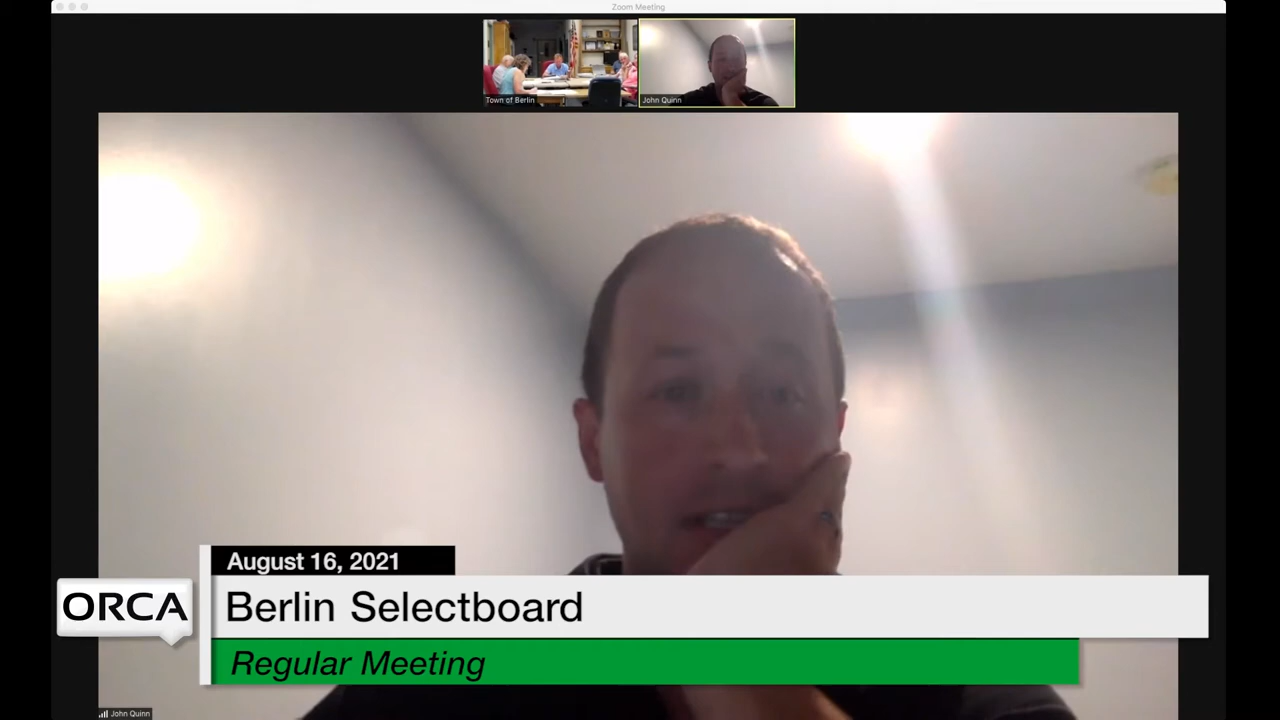 Zoom Meeting
Town of Berlin
John Quinn
August 16, 2021
ORCA
Berlin Selectboard
Regular Meeting
John Quinn